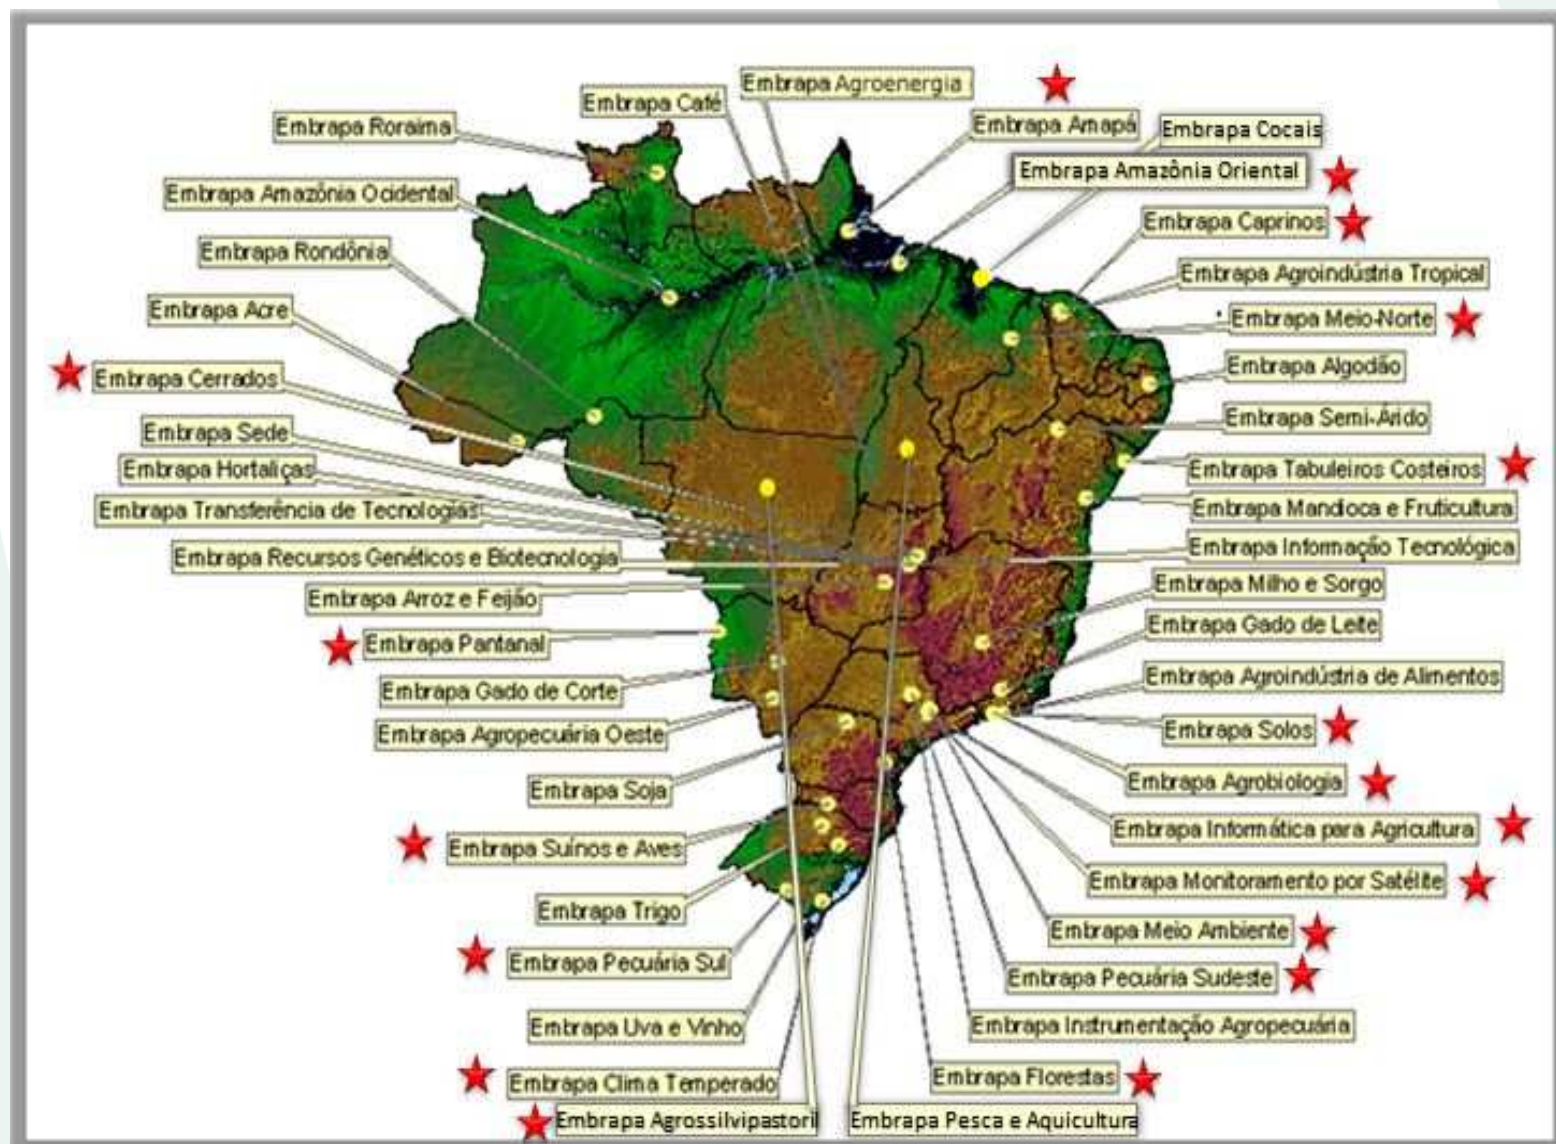 Embrapa Agroenergia
Embrapa Café
Embrapa Amapá
Embrapa Cocais
Embrapa Roraima
Embrapa Amazônia Oriental
Embrapa Amazônia Ocidental
Embrapa Caprinos
Embrapa Rondônia
Embrapa Agroindústria Tropical
Embrapa Acre
Embrapa Meio-Norte
Embrapa Cerrados
Embrapa Algodão
Embrapa Semi-Árido
Embrapa Sede
Embrapa Hortaliças
Embrapa Tabuleiros Costeiros
Embrapa Transferência de Tecnologias
Embrapa Mandioca e Fruticultura
Embrapa Recursos Genéticos e Biotecnologia
Embrapa Informação Tecnológica
Embrapa Arroz e Feijão
Embrapa Milho e Sorgo
Embrapa Pantanal
Embrapa Gado de Leite
Embrapa Gado de Corte
Embrapa Agroindústria de Alimentos
Embrapa Agropecuária Oeste
Embrapa Solos
Embrapa Soja
Embrapa Agrobiologia
Embrapa Suínos e Aves
Embrapa Informática para Agricultura
Embrapa Monitoramento por Satélite
Embrapa Trigo
Embrapa Meio Ambiente
Embrapa Pecuária Sul
Embrapa Pecuária Sudeste
Embrapa Uva e Vinho
Embrapa Instrumentação Agropecuária
Embrapa Clima Temperado
Embrapa Florestas
Embrapa Agrossilvipastoril
Embrapa Pesca e Aquicultura